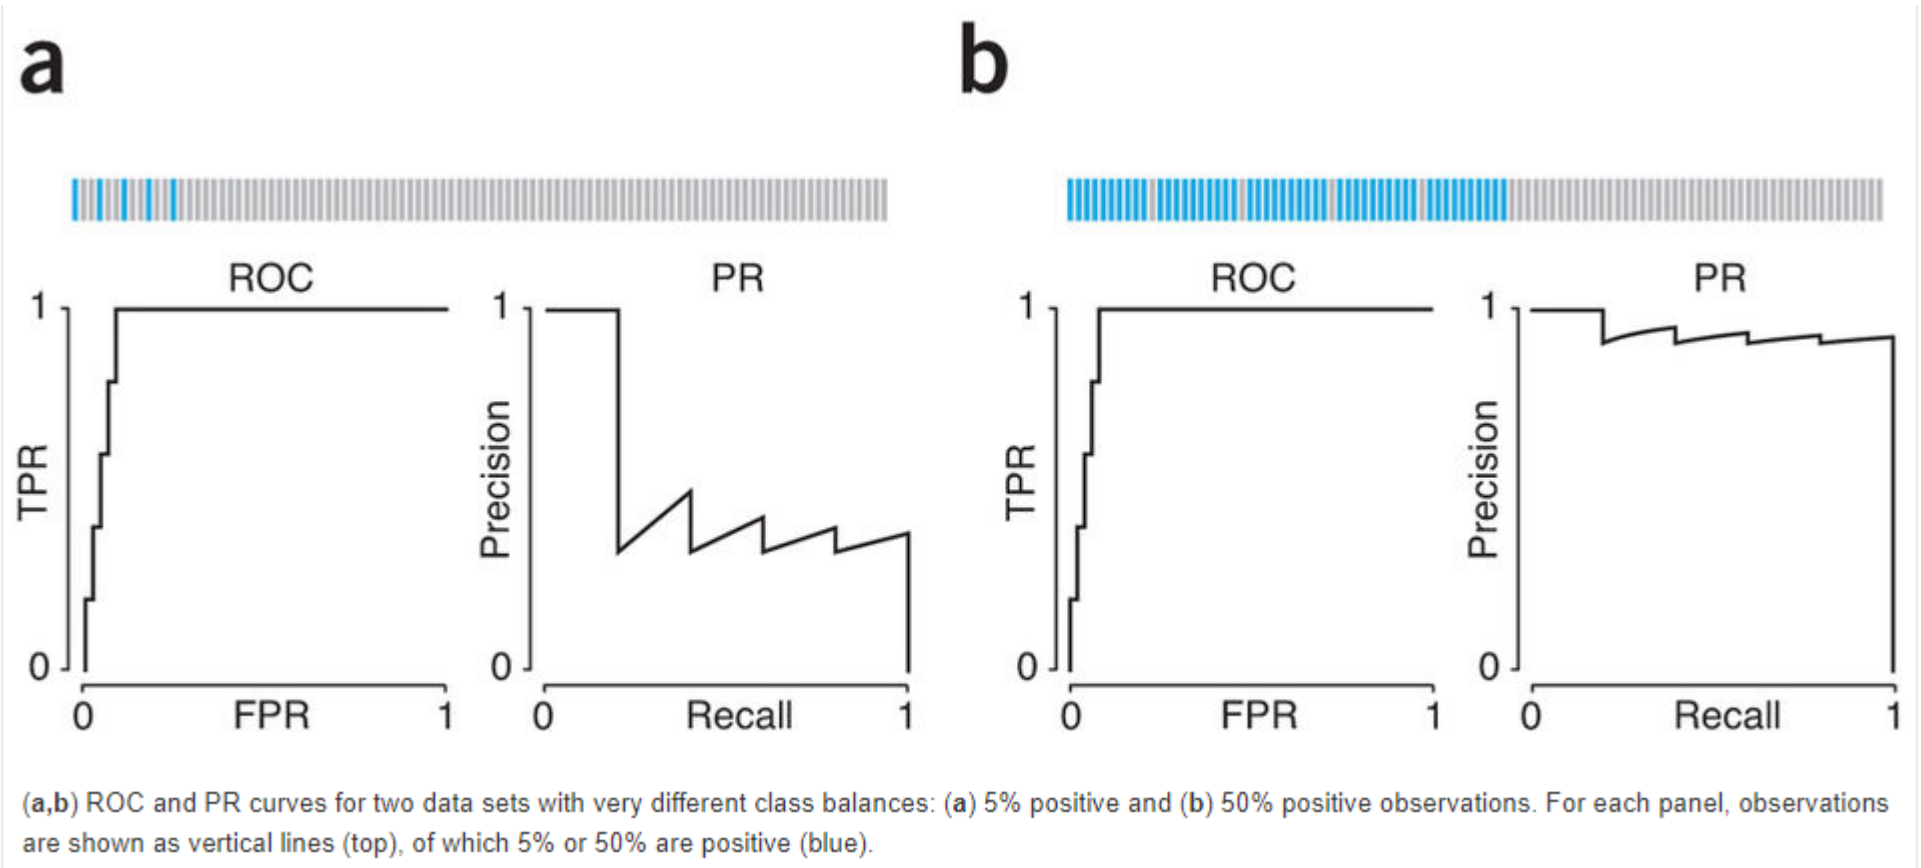 a
b
ROC
PR
ROC
PR
1
1
1
1
TPR
Precision
TPR
Precision
0
0
0
0
0 FPR 1
0 Recall 1
0 FPR 1
0 Recall 1
(a,b) ROC and PR curves for two data sets with very different class balances: (a) 5% positive and (b) 50% positive observations. For each panel, observations
are shown as vertical lines (top), of which 5% or 50% are positive (blue).